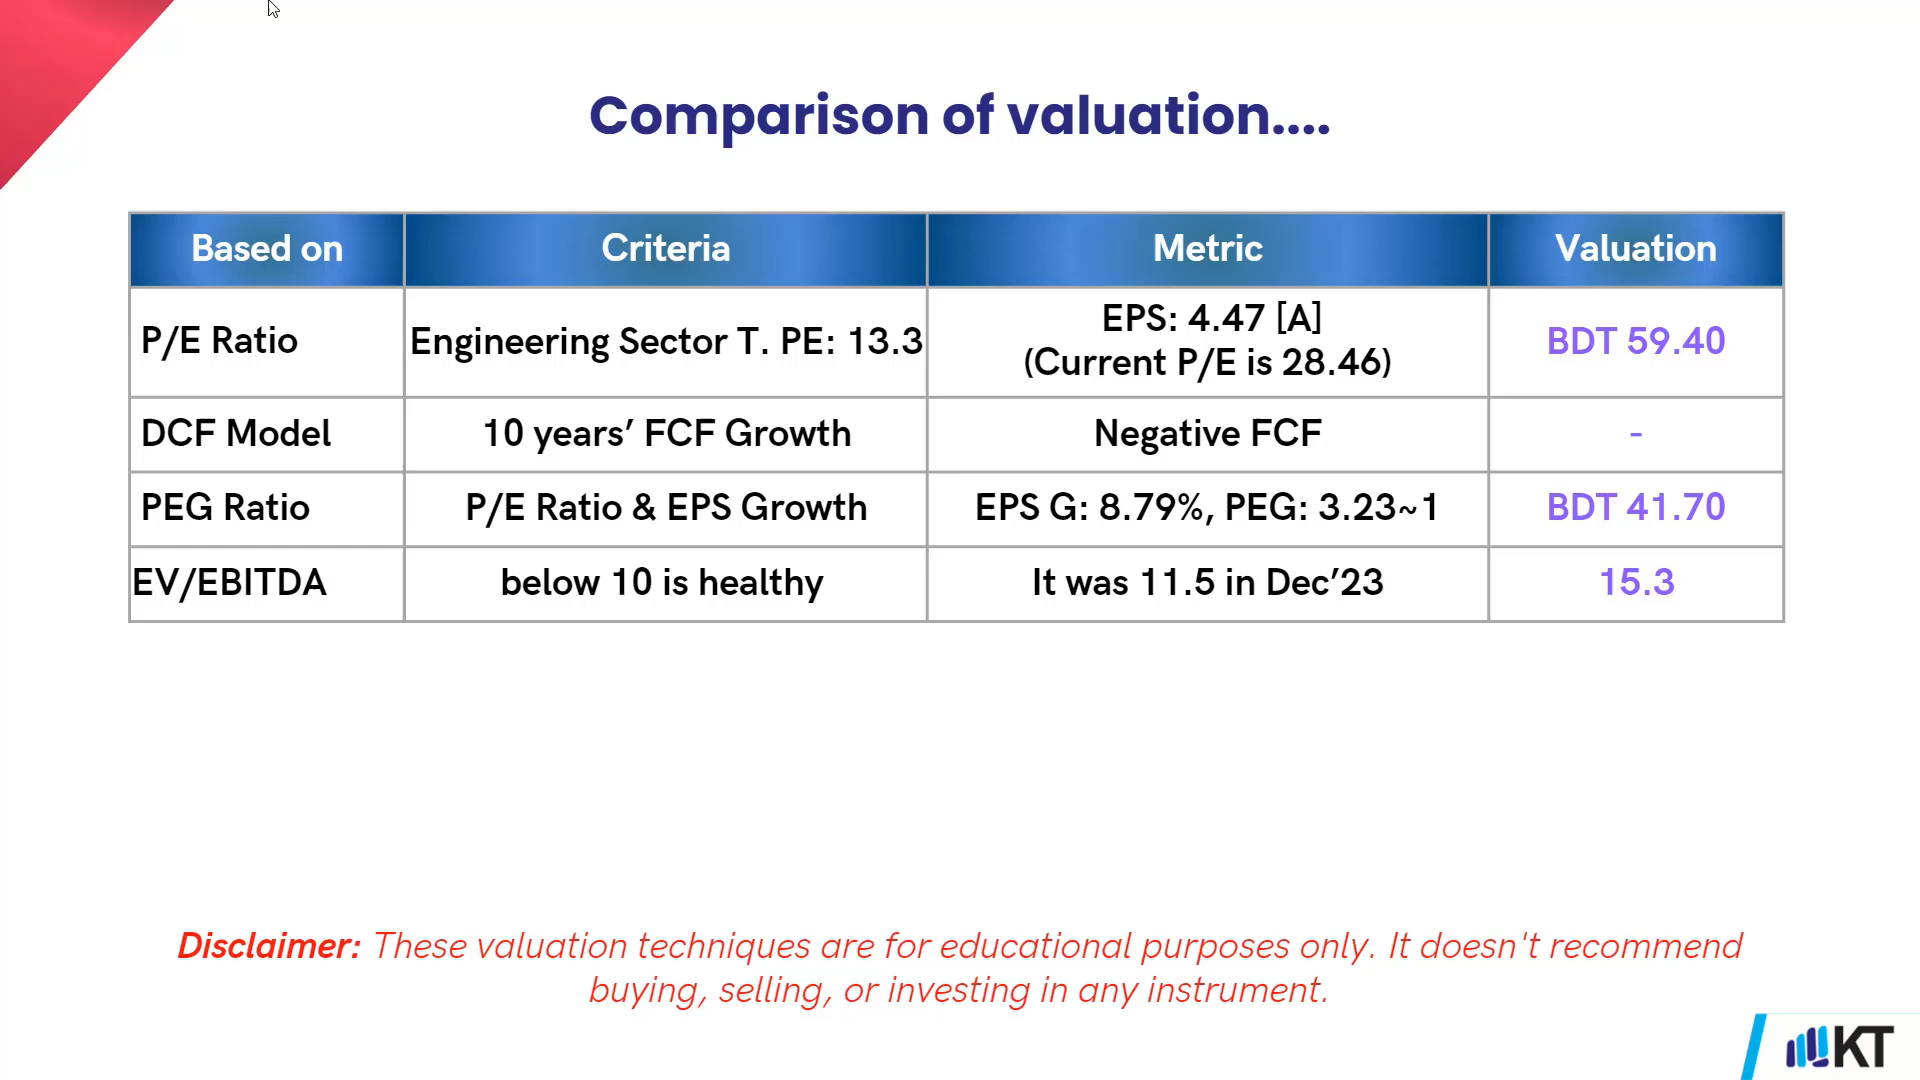 Comparison of valuation....
Based on Criteria Metric Valuation
P/E Ratio Engineering Sector T. PE: 13.3 EPS: 4.47 [A]
(Current P/E is 28.46) BDT 59.40
DCF Model 10 years’ FCF Growth Negative FCF -
PEG Ratio P/E Ratio & EPS Growth EPS G: 8.79%, PEG: 3.23~1 BDT 41.70
EV/EBITDA below 10 is healthy It was 11.5 in Dec’23 15.3
Disclaimer: These valuation techniques are for educational purposes only. It doesn't recommend
buying, selling, or investing in any instrument.
KT